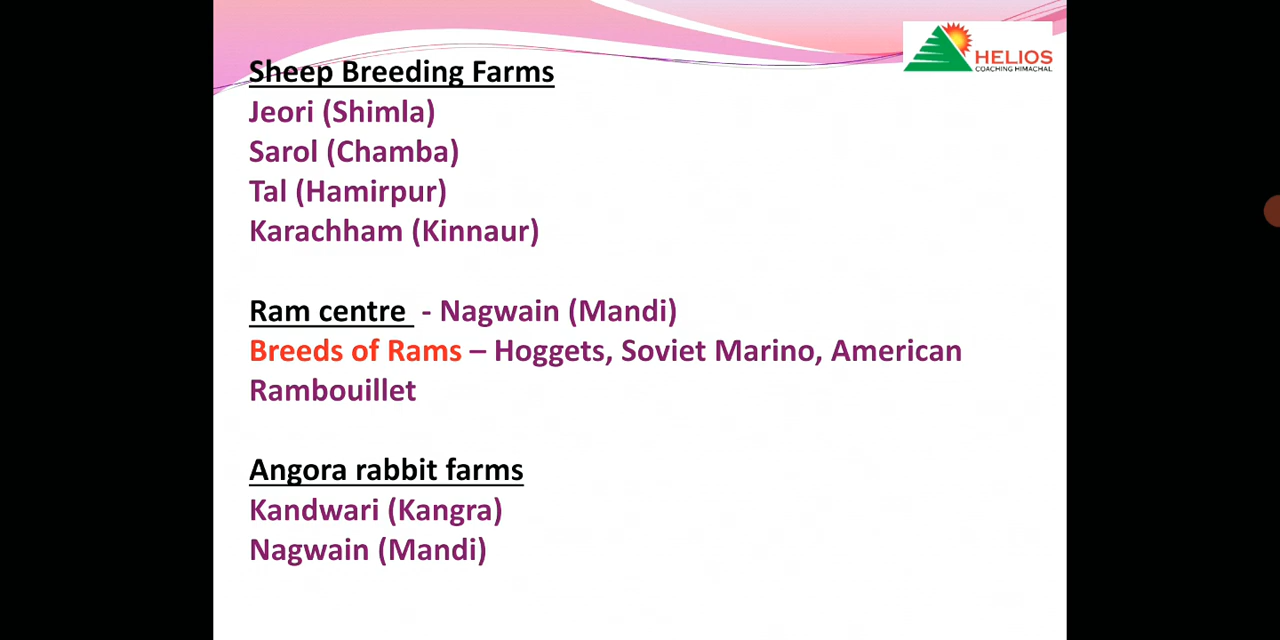 HELIOS
COACHING HIMACHAL
Sheep Breeding Farms
Jeori (Shimla)
Sarol (Chamba)
Tal (Hamirpur)
Karachham (Kinnaur)
Ram centre - Nagwain (Mandi)
Breeds of Rams – Hoggets, Soviet Marino, American
Rambouillet
Angora rabbit farms
Kandwari (Kangra)
Nagwain (Mandi)